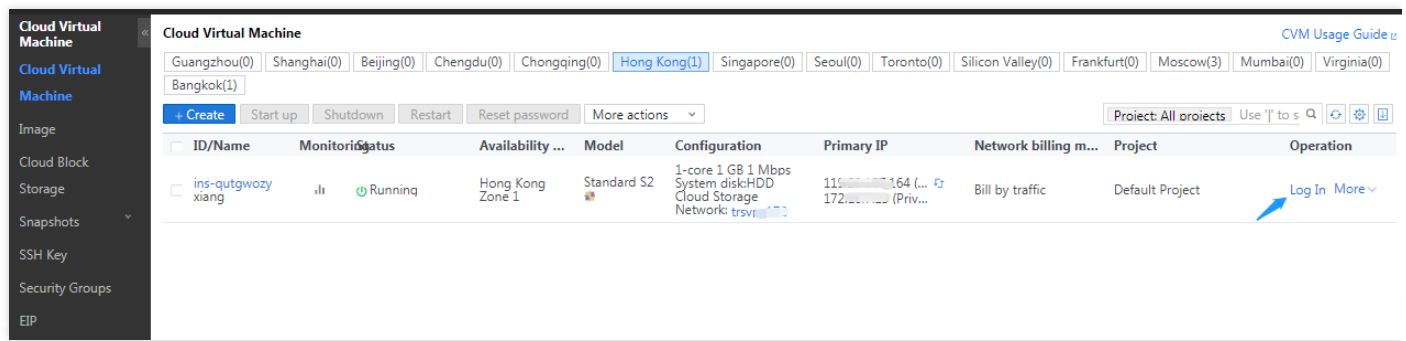 Cloud Virtual Machine «
Cloud Virtual Machine
Image
Cloud Block Storage
Snapshots
SSH Key
Security Groups
EIP
Cloud Virtual Machine
CVM Usage Guide
Guangzhou(0) Shanghai(0) Beijing(0) Chengdu(0) Chongqing(0) Hong Kong(1) Singapore(0) Seoul(0) Toronto(0) Silicon Valley(0) Frankfurt(0) Moscow(3) Mumbai(0) Virginia(0)
Bangkok(1)
+ Create Start up Shutdown Restart Reset password More actions
Project: All projects Use '|' to s
ID/Name Monitoring Status Availability ... Model Configuration Primary IP Network billing m... Project Operation
ins-qutgwozy
xiang
Running
Hong Kong
Zone 1
Standard S2
1-core 1 GB 1 Mbps
System disk:HDD
Cloud Storage
Network:
164 (...
172. (Priv...
Bill by traffic
Default Project
Log In More